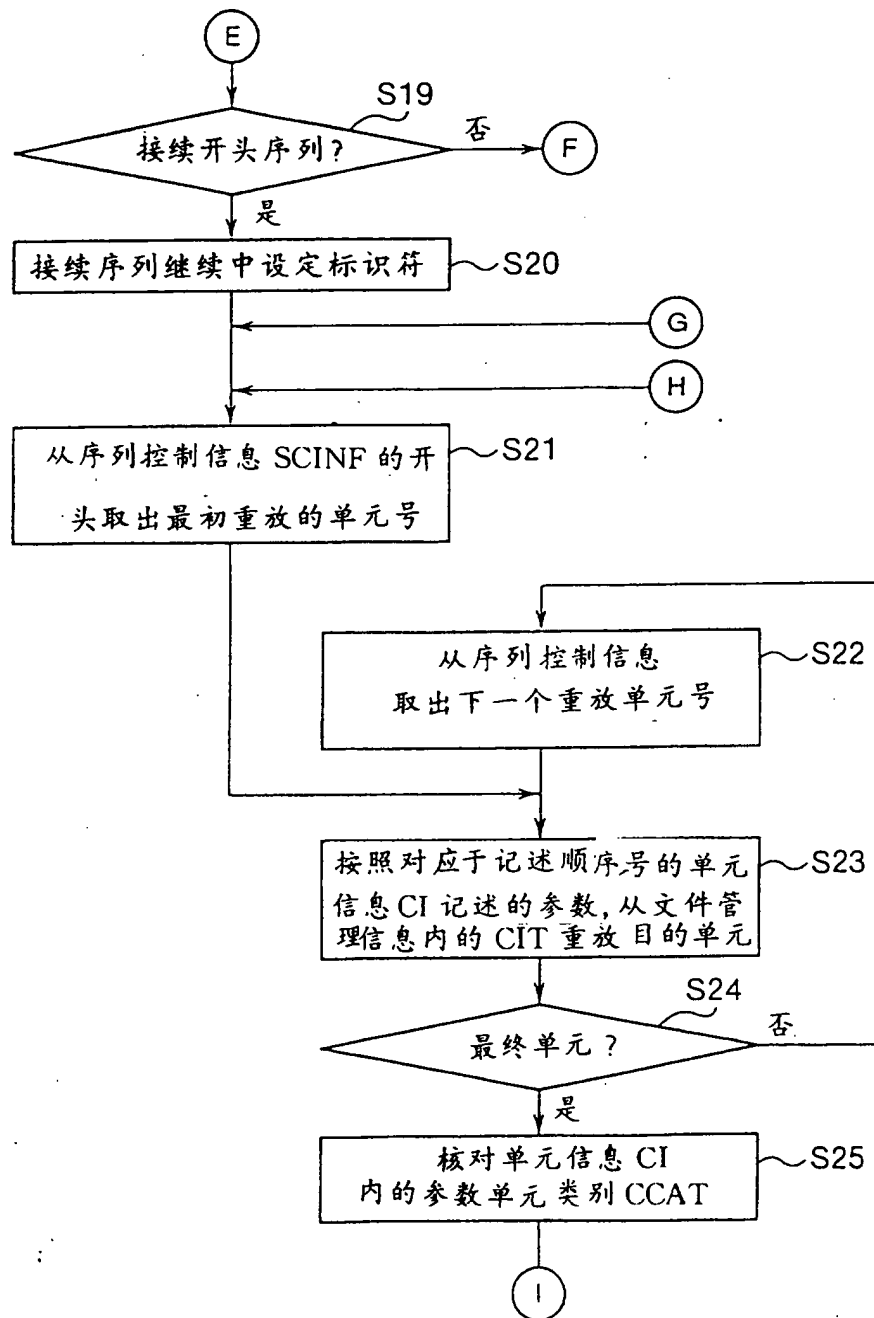 E
S19
接续开头序列?
否
F
是
接续序列继续中设定标识符
S20
G
H
从序列控制信息 SCINF 的开
头取出最初重放的单元号
S21
从序列控制信息
取出下一个重放单元号
S22
按照对应于记述顺序号的单元
信息CI记述的参数,从文件管
理信息内的CIT重放目的单元
S23
S24
最终单元?
否
是
核对单元信息 CI
内的参数单元类别 CCAT
S25
I